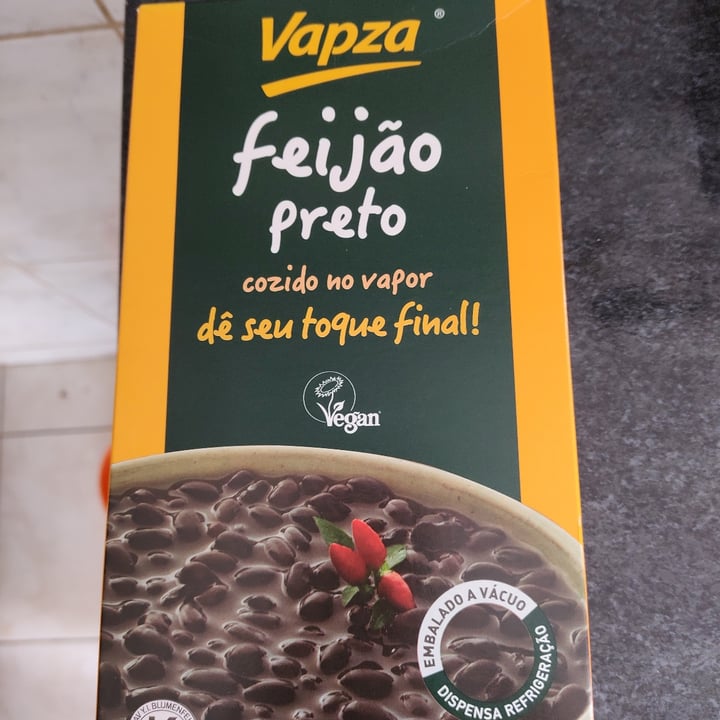 Vapza ®
feijão
preto
cozido no vapor
dê seu toque final!
Vegan
EMBALADO A VÁCUO
DISPENSA REFRIGERAÇÃO